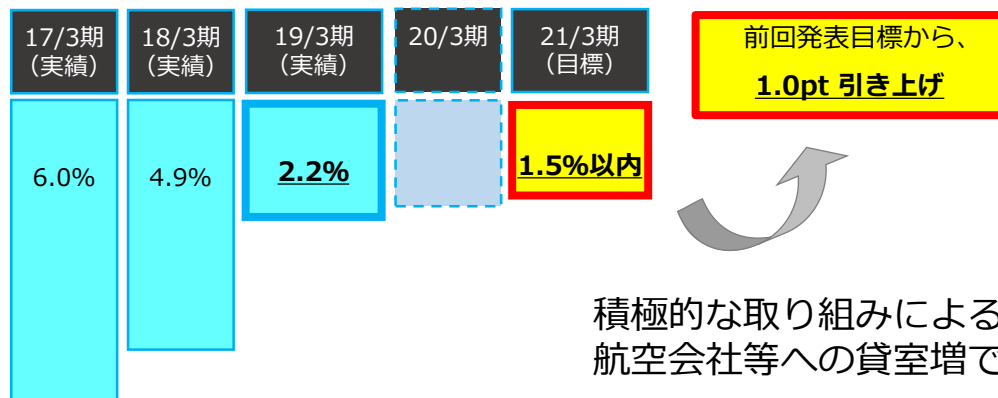 17/3期
（実績）
18/3期
（実績）
19/3期
（実績）
20/3期
21/3期
（目標）
6.0%
4.9%
2.2%
1.5%以内
前回発表目標から、
1.0pt 引き上げ
積極的な取り組みによる
航空会社等への貸室増で